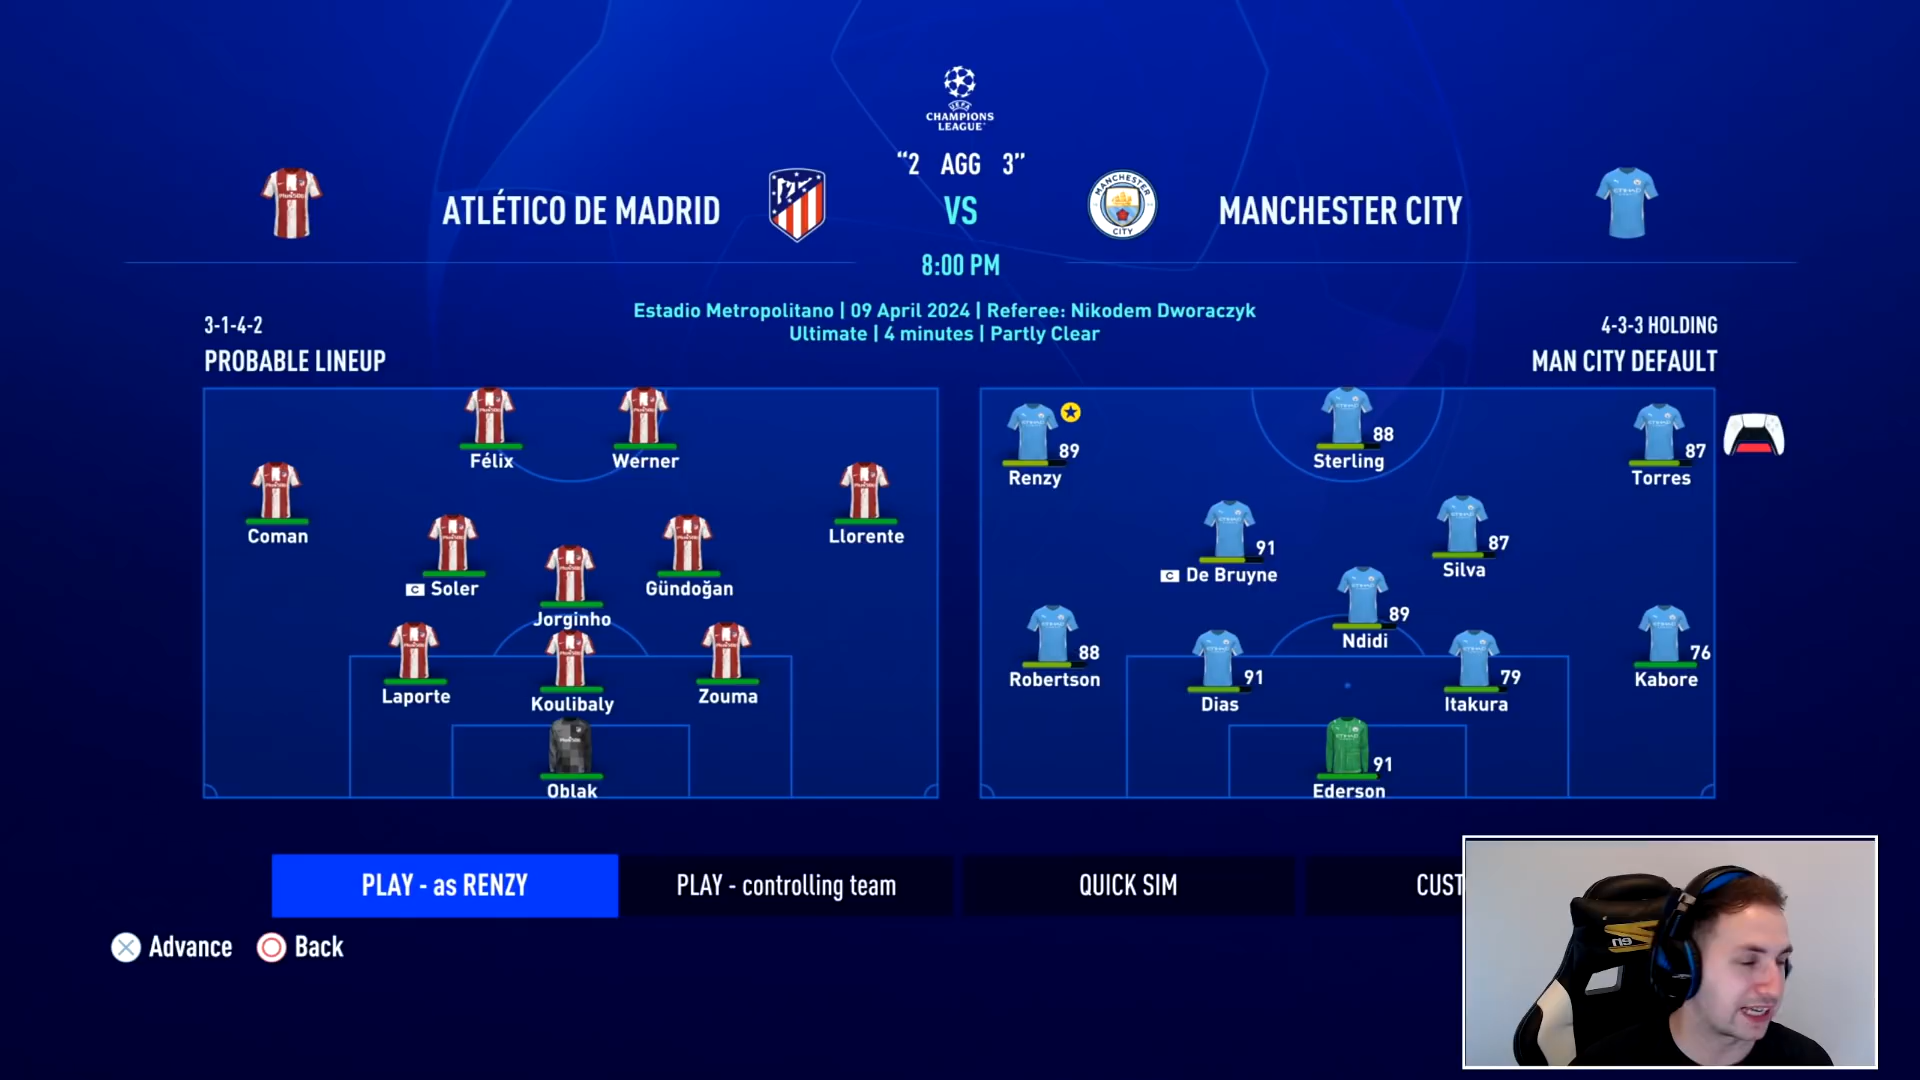 UEFA
CHAMPIONS
LEAGUE
“2 AGG 3”
ATLÉTICO DE MADRID
VS
MANCHESTER CITY
MANCHESTER
CITY
8:00 PM
Estadio Metropolitano | 09 April 2024 | Referee: Nikodem Dworaczyk
Ultimate | 4 minutes | Partly Clear
3-1-4-2
PROBABLE LINEUP
4-3-3 HOLDING
MAN CITY DEFAULT
Félix
Werner
Coman
Llorente
C Soler
Gündoğan
Jorginho
Laporte
Koulibaly
Zouma
Oblak
89
Renzy
88
Sterling
87
Torres
91
C De Bruyne
87
Silva
89
Ndidi
88
Robertson
91
Dias
79
Itakura
76
Kabore
91
Ederson
PLAY - as RENZY
PLAY - controlling team
QUICK SIM
CUST
Advance
Back